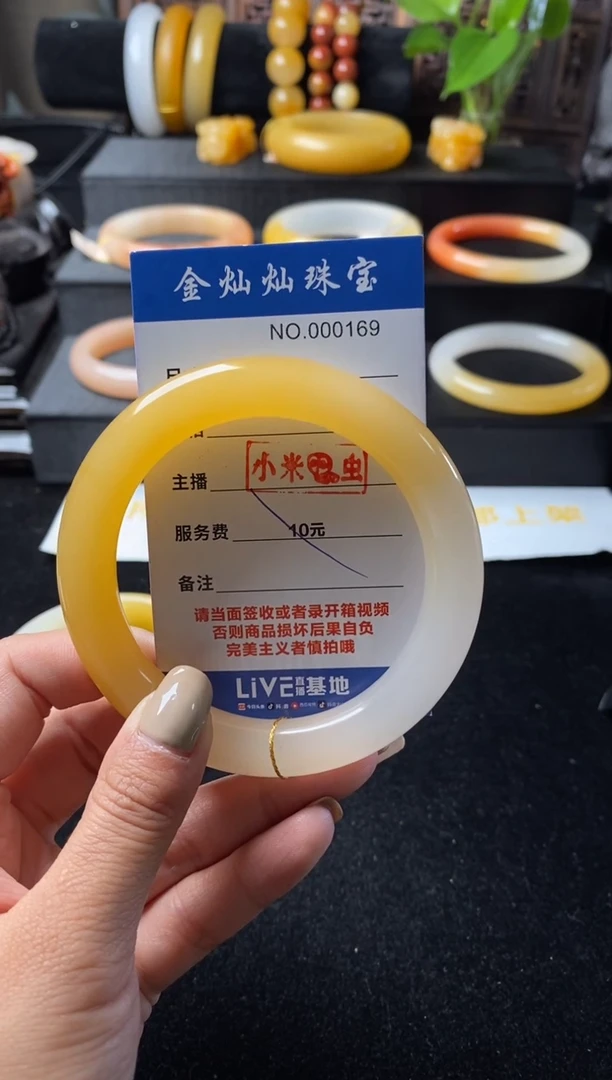 金灿灿珠宝
NO.000169
主播
小米 虫
服务费 10元
备注
请当面签收或者录开箱视频
否则商品损坏后果自负
完美主义者慎拍哦
LiVE直播基地